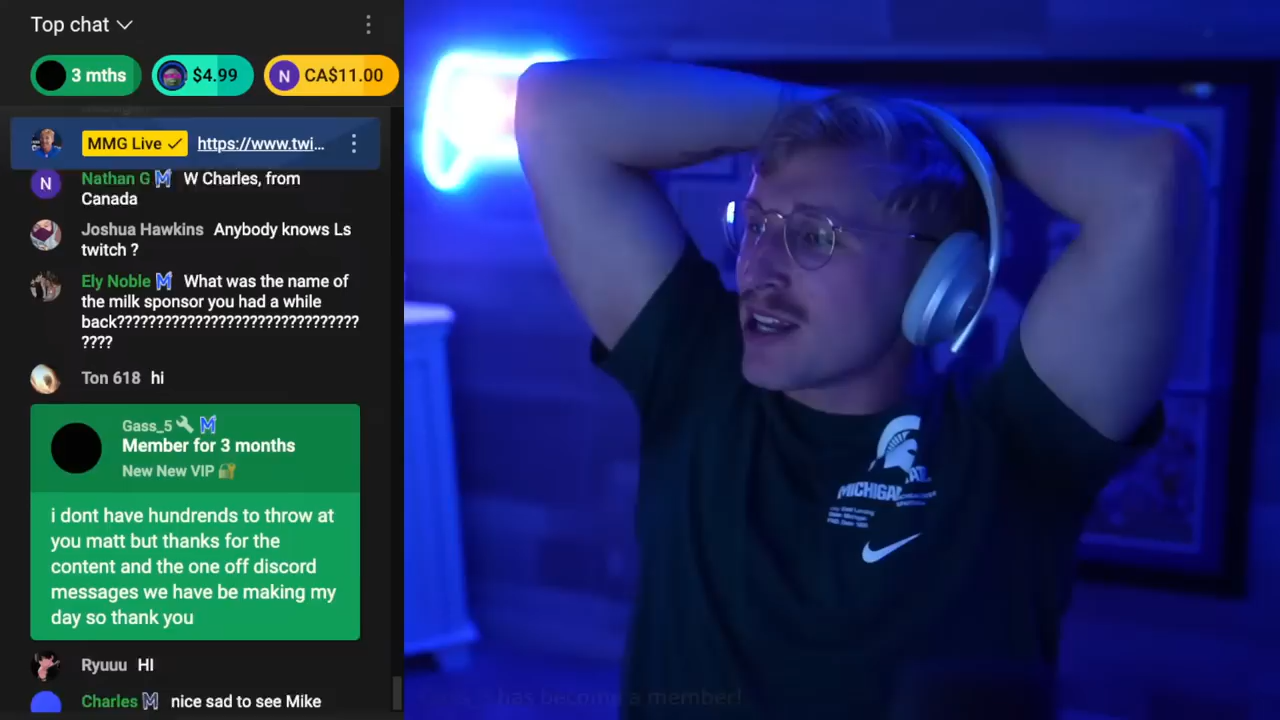 Top chat
3 mths
$4.99
N
CA$11.00
MMG Live
https://www.twi...
N
Nathan G W Charles, from
Canada
Joshua Hawkins Anybody knows Ls
twitch ?
Ely Noble What was the name of
the milk sponsor you had a while
back???????????????????????????????
????
Ton 618 hi
Gass_5
Member for 3 months
New New VIP
i dont have hundrends to throw at
you matt but thanks for the
content and the one off discord
messages we have be making my
day so thank you
Ryuuu HI
Charles nice sad to see Mike
has become a member!
MICHIGAN